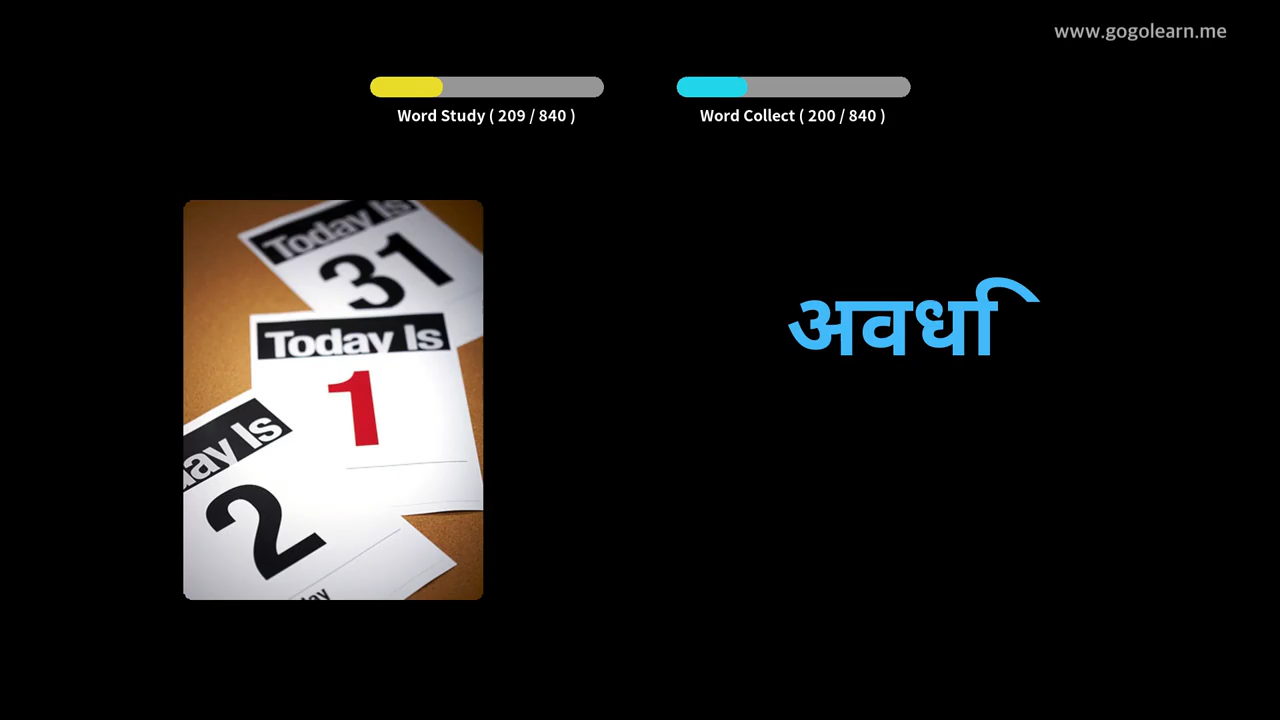 www.gogolearn.me
Word Study ( 209 / 840 )
Word Collect ( 200 / 840 )
Today Is
31
Today Is
1
ay Is
2
day
अवधि